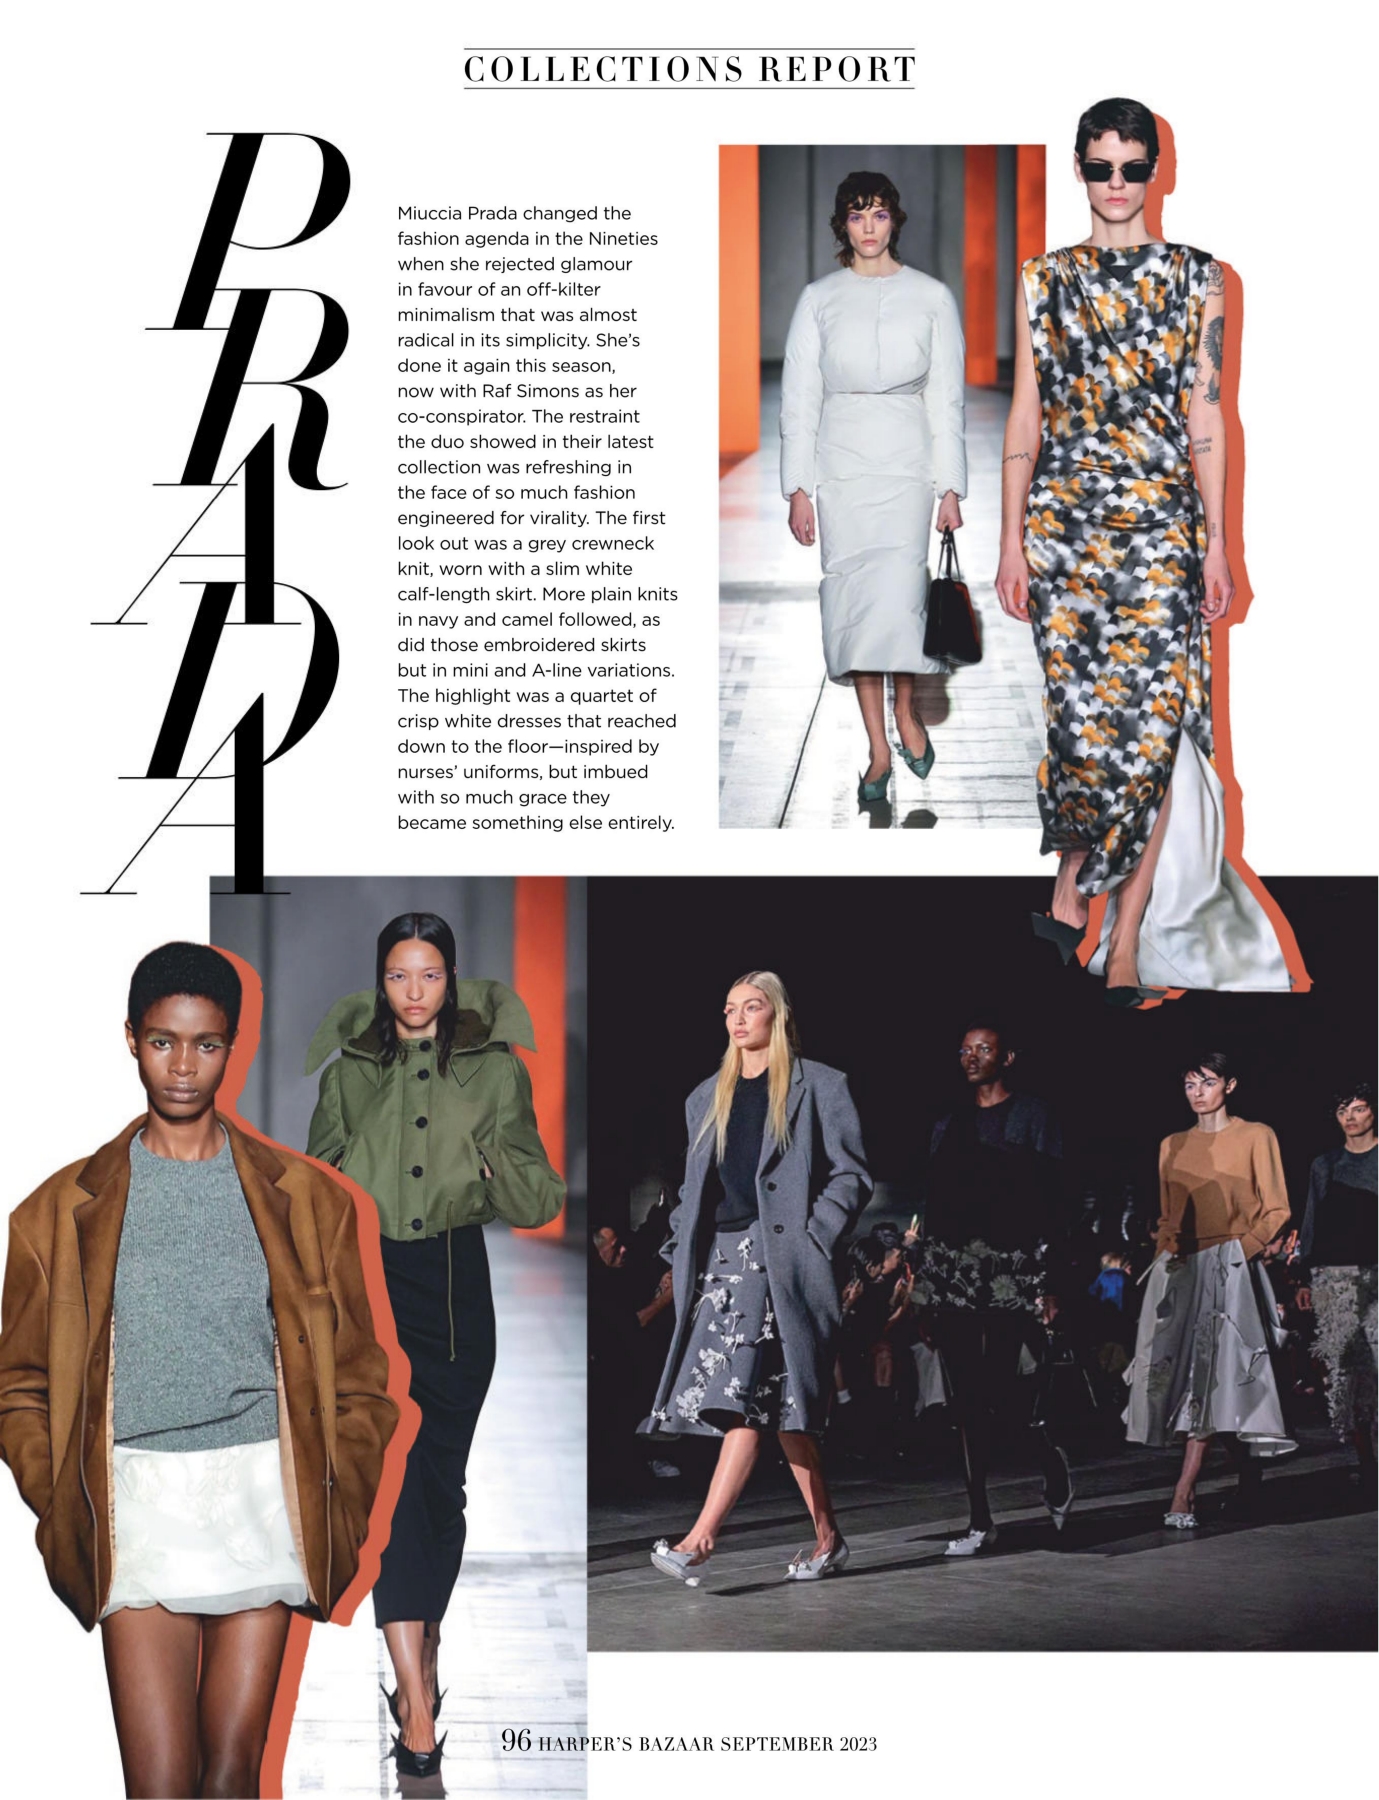 COLLECTIONS REPORT
PRADA
Miuccia Prada changed the
fashion agenda in the Nineties
when she rejected glamour
in favour of an off-kilter
minimalism that was almost
radical in its simplicity. She’s
done it again this season,
now with Raf Simons as her
co-conspirator. The restraint
the duo showed in their latest
collection was refreshing in
the face of so much fashion
engineered for virality. The first
look out was a grey crewneck
knit, worn with a slim white
calf-length skirt. More plain knits
in navy and camel followed, as
did those embroidered skirts
but in mini and A-line variations.
The highlight was a quartet of
crisp white dresses that reached
down to the floor—inspired by
nurses’ uniforms, but imbued
with so much grace they
became something else entirely.
96 HARPER’S BAZAAR SEPTEMBER 2023